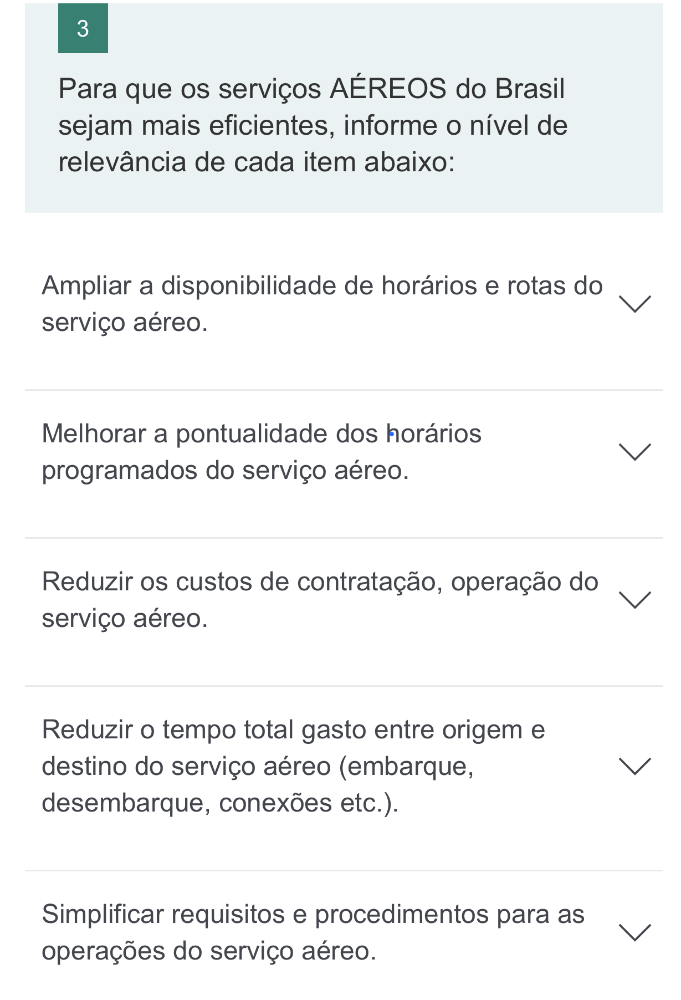 3
Para que os serviços AÉREOS do Brasil
sejam mais eficientes, informe o nível de
relevância de cada item abaixo:
Ampliar a disponibilidade de horários e rotas do
serviço aéreo.
Melhorar a pontualidade dos horários
programados do serviço aéreo.
Reduzir os custos de contratação, operação do
serviço aéreo.
Reduzir o tempo total gasto entre origem e
destino do serviço aéreo (embarque,
desembarque, conexões etc.).
Simplificar requisitos e procedimentos para as
operações do serviço aéreo.